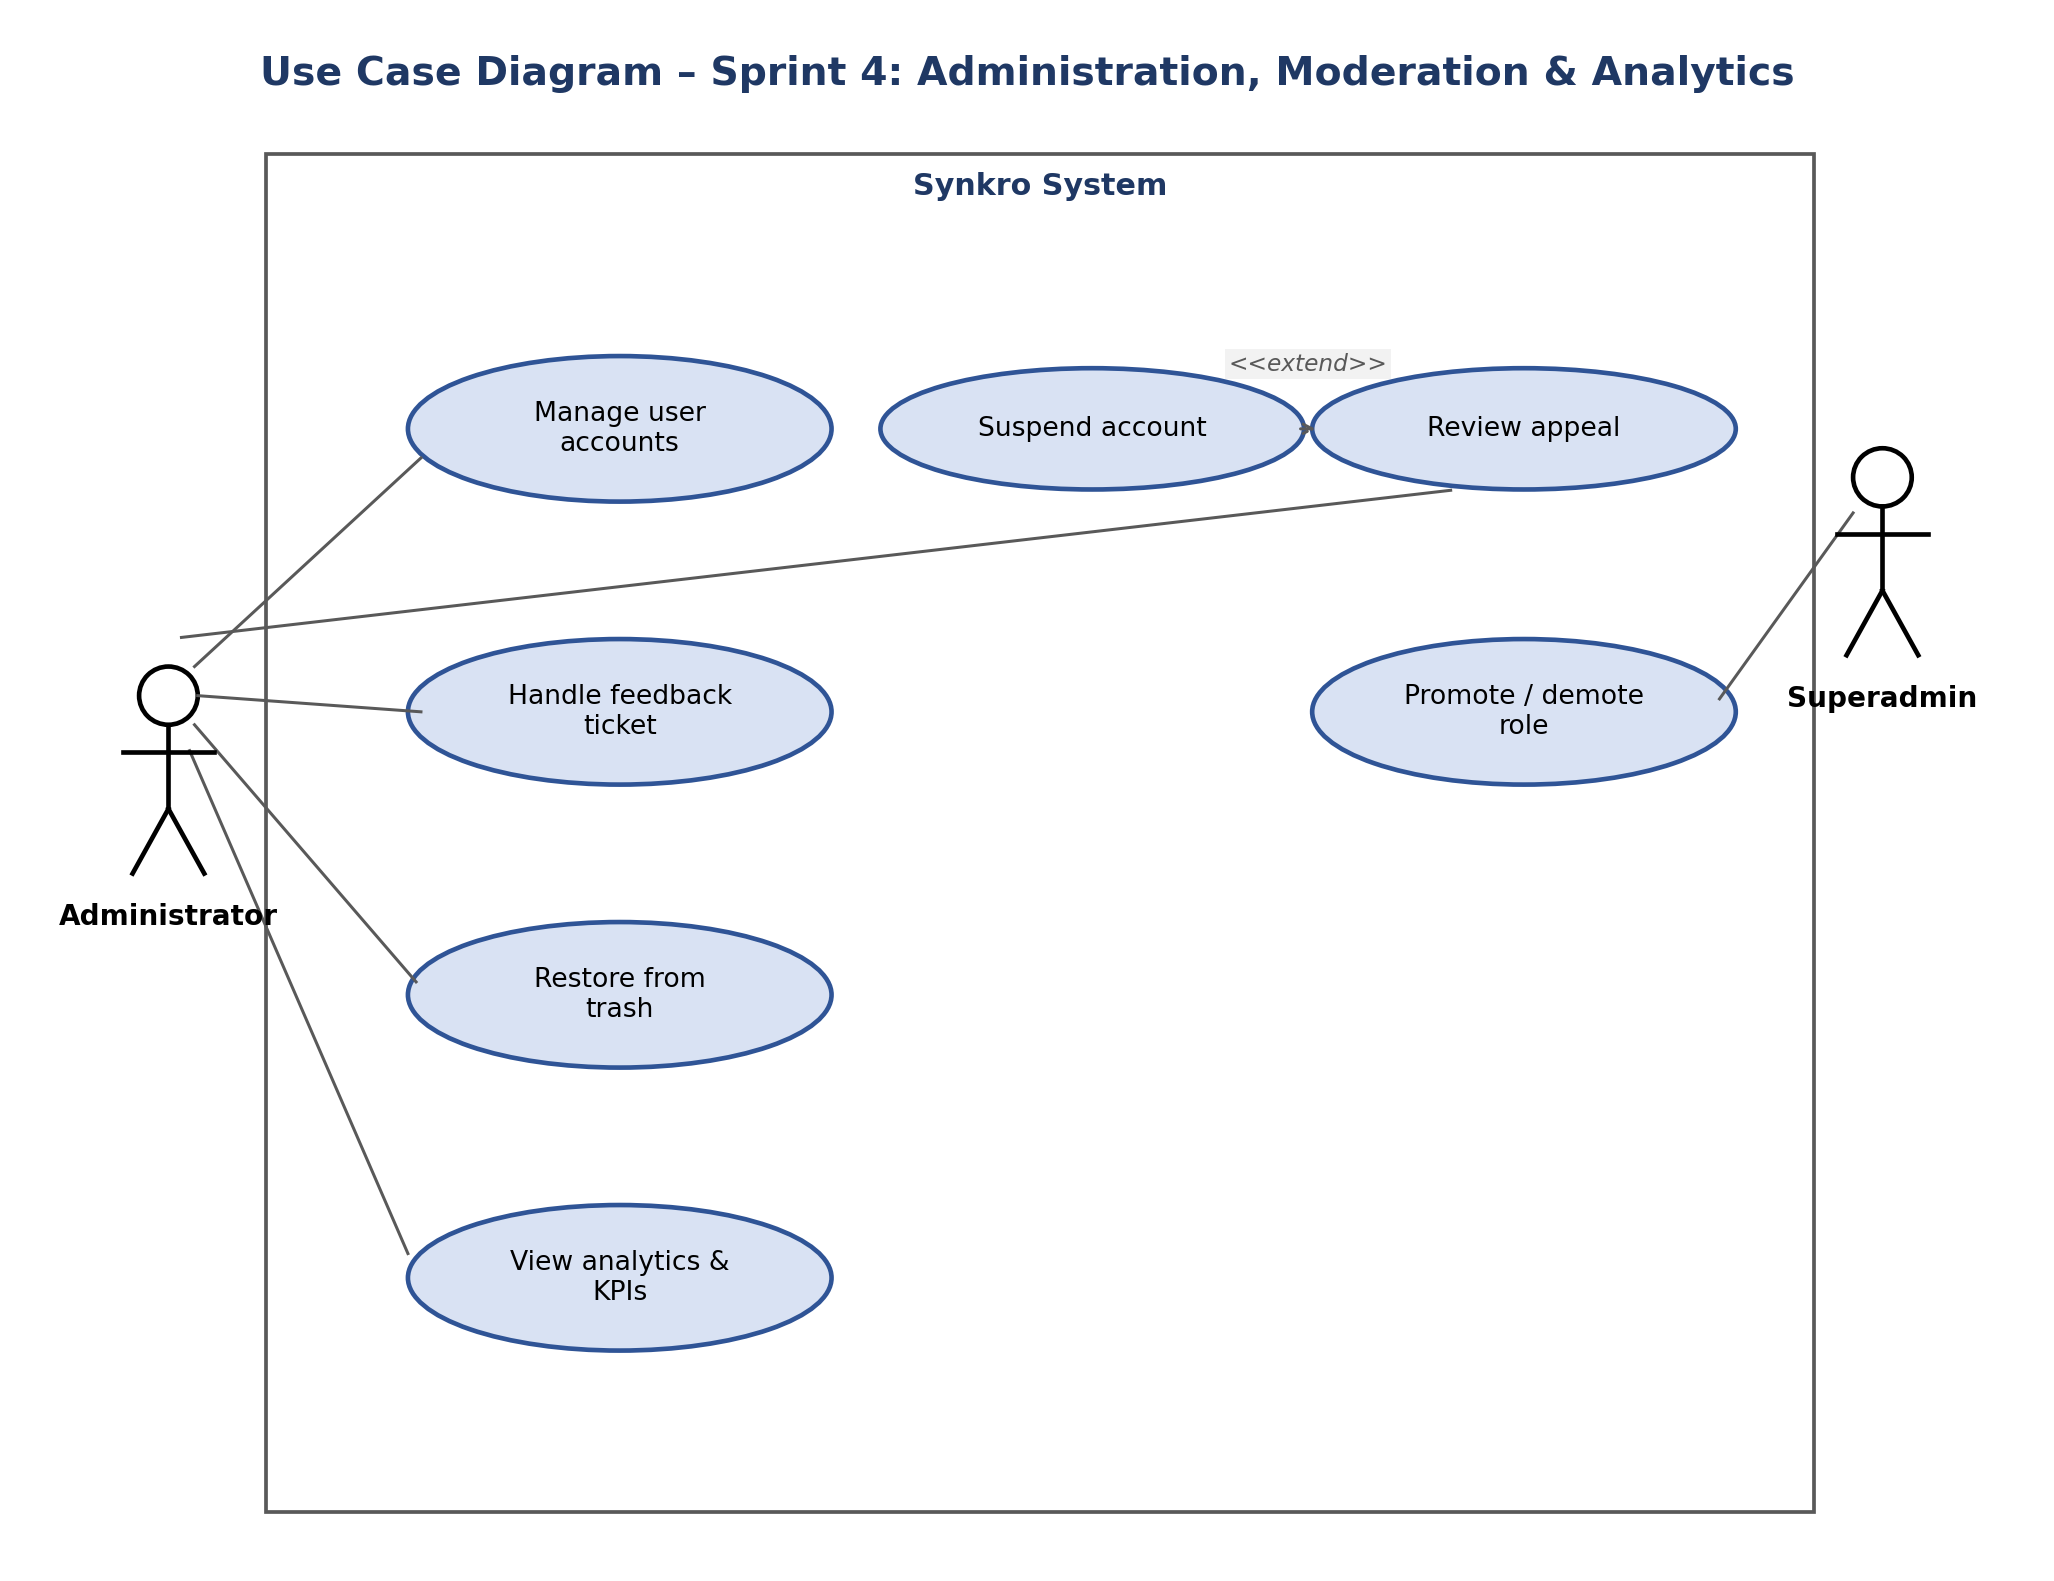 Use Case Diagram – Sprint 4: Administration, Moderation & Analytics
Synkro System
<<extend>>
Manage user
accounts
Suspend account
Review appeal
Handle feedback
ticket
Promote / demote
role
Superadmin
Administrator
Restore from
trash
View analytics &
KPIs